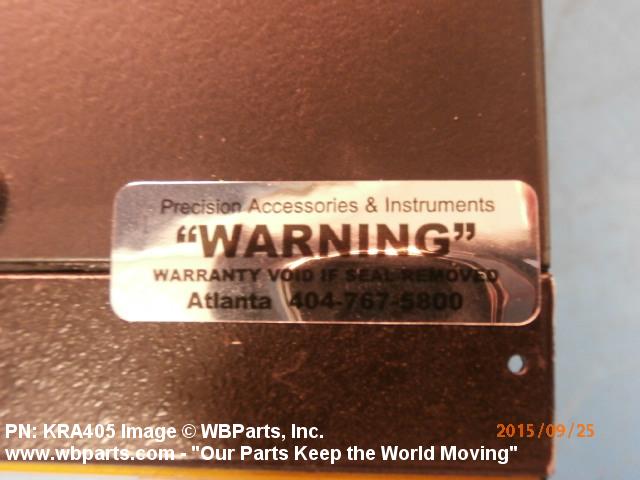 Precision Accessories & Instruments
“WARNING”
WARRANTY VOID IF SEAL REMOVED
Atlanta 404-767-5800
PN: KRA405 Image © WBParts, Inc.
2015/09/25
www.wbparts.com - "Our Parts Keep the World Moving"